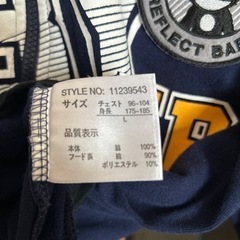 REFLECT BA
STYLE NO: 11239543
サイズ チェスト 96-104
身長 175-185
L
品質表示
本体 綿 100%
フード裏 綿 90%
ポリエステル 10%